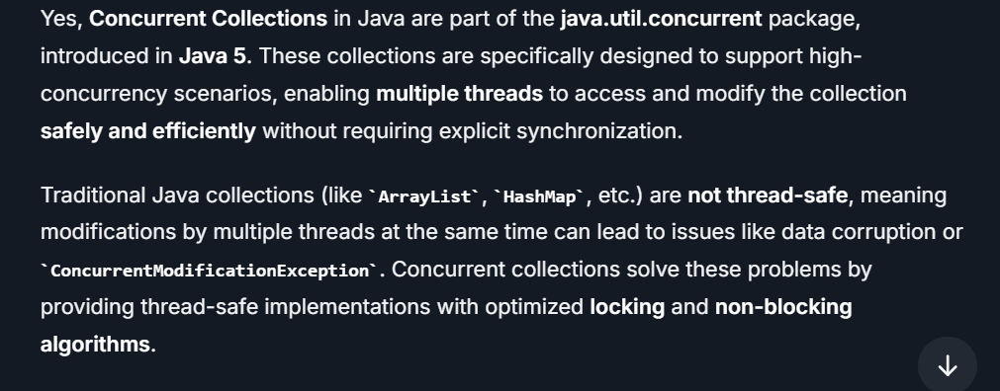 Yes, Concurrent Collections in Java are part of the java.util.concurrent package,
introduced in Java 5. These collections are specifically designed to support high-
concurrency scenarios, enabling multiple threads to access and modify the collection
safely and efficiently without requiring explicit synchronization.
Traditional Java collections (like `ArrayList`, `HashMap`, etc.) are not thread-safe, meaning
modifications by multiple threads at the same time can lead to issues like data corruption or
`ConcurrentModificationException`. Concurrent collections solve these problems by
providing thread-safe implementations with optimized locking and non-blocking
algorithms.